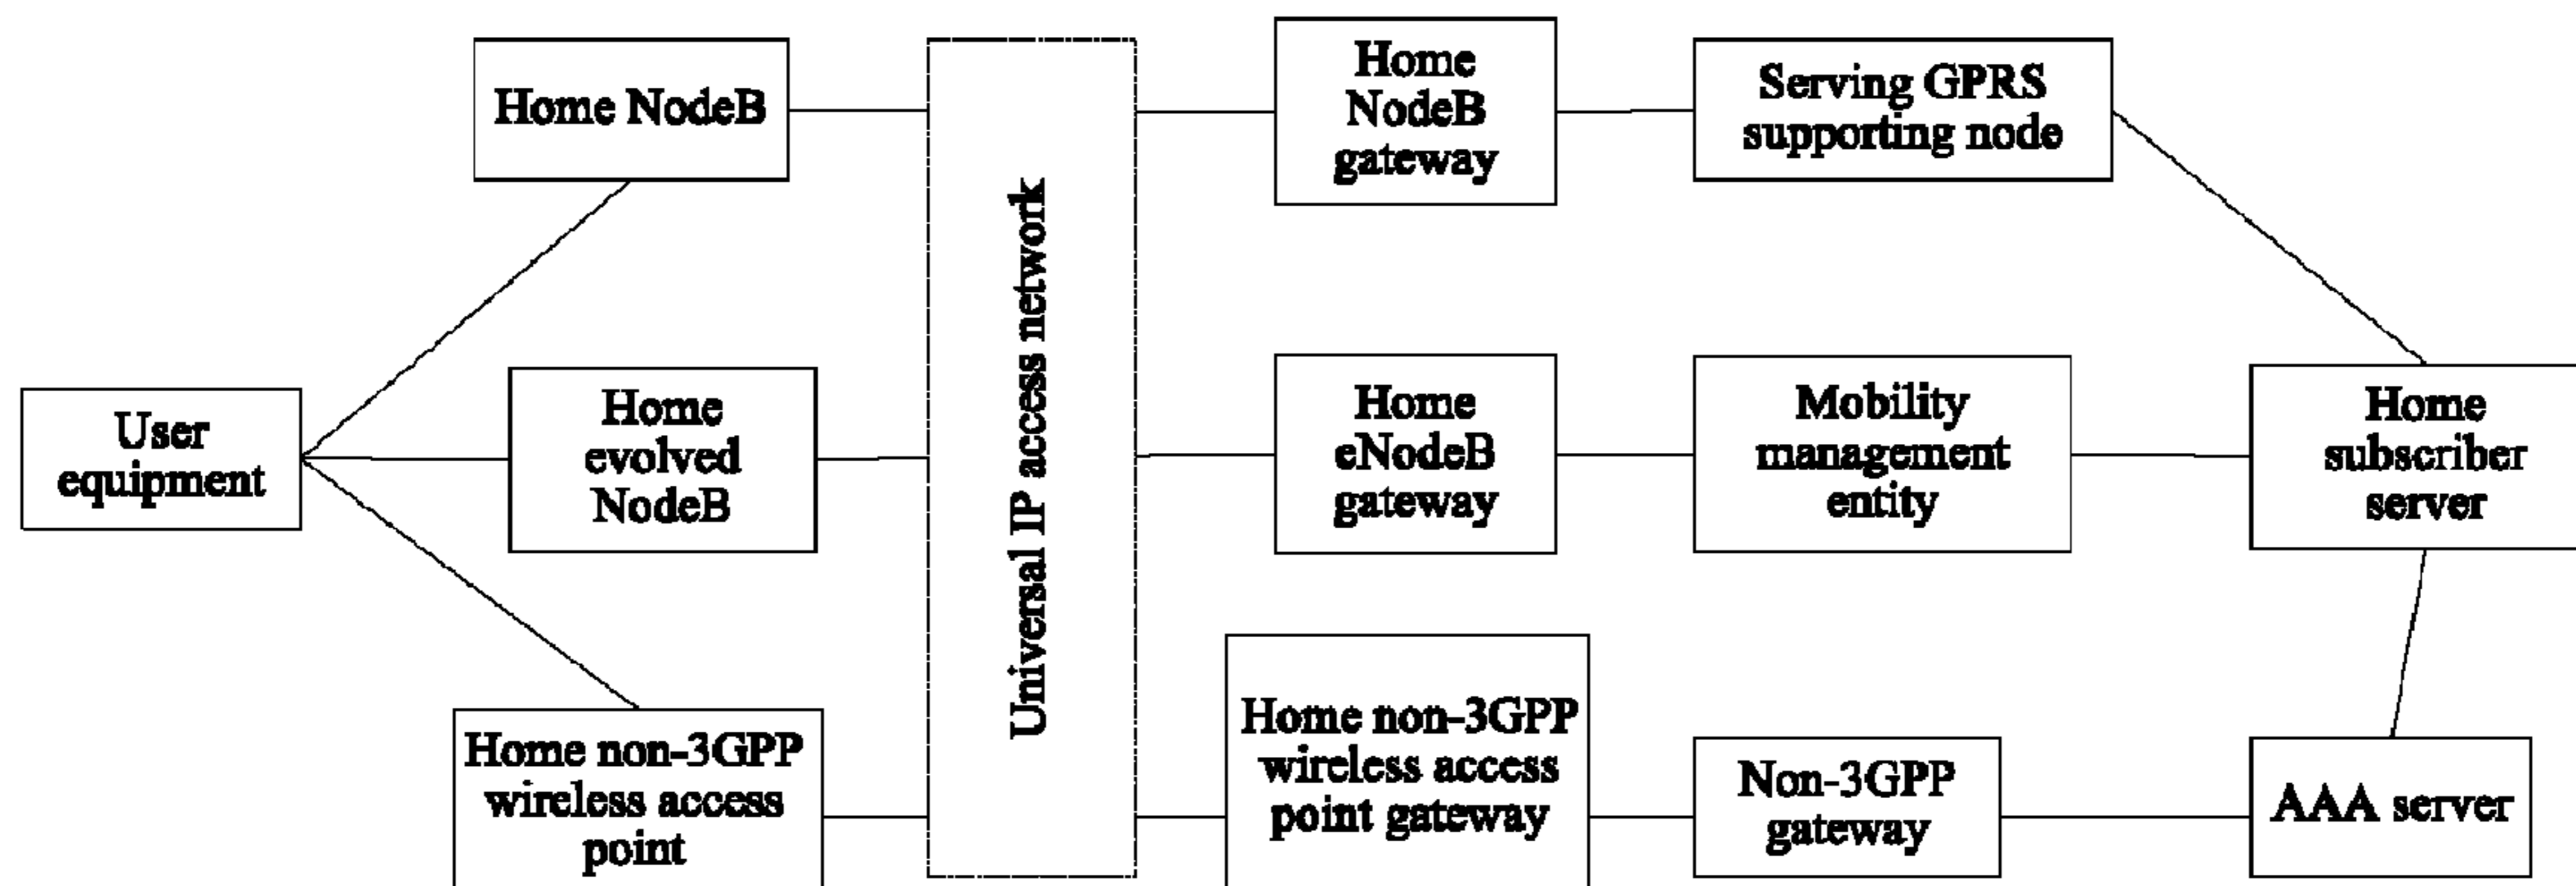 Home NodeB
Home
NodeB
gateway
Serving GPRS
supporting node
Universal IP access network
User
equipment
Home
evolved
NodeB
Home
eNodeB
gateway
Mobility
management
entity
Home
subscriber
server
Home non-3GPP
wireless access
point
Home non-3GPP
wireless access
point gateway
Non-3GPP
gateway
AAA server